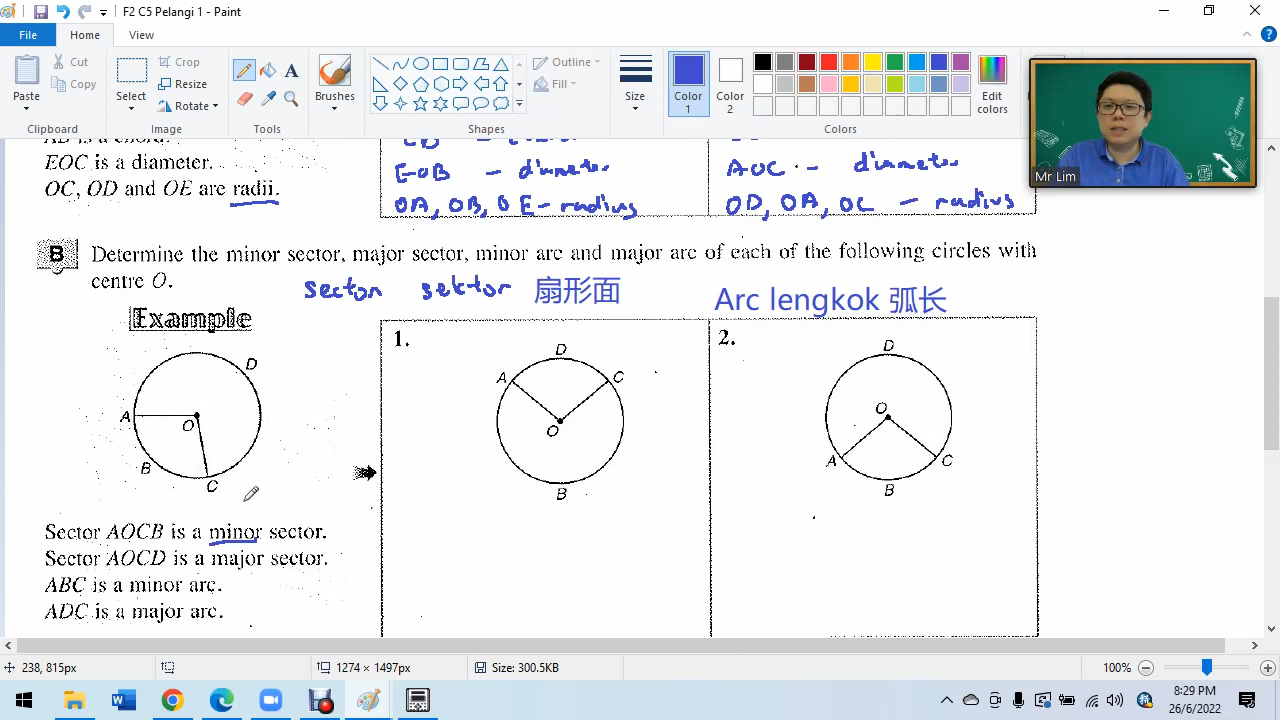 F2 C5 Pelangi 1 - Paint
File Home View
Paste
Cut
Copy
Clipboard
Select
Crop
Resize
Rotate
Image
A
Tools
Brushes
Outline
Fill
Shapes
Size
Color 1
Color 2
Edit colors
Colors
Mr Lim
AB is a chord.
EOC is a diameter.
OC, OD and OE are radii.
EOB - diameter
OA, OB, OE - radius
AOC - diameter
OD, OA, OC - radius
B Determine the minor sector, major sector, minor arc and major arc of each of the following circles with
centre O.
sector sektor 扇形面
Arc lengkok 弧长
Example
D
A
O
B
C
Sector AOCB is a minor sector.
Sector AOCD is a major sector.
ABC is a minor arc.
ADC is a major arc.
1.
D
A C
O
B
2.
D
O
A C
B
238, 815px
1274 × 1497px
Size: 300.5KB
100%
8:29 PM
26/6/2022